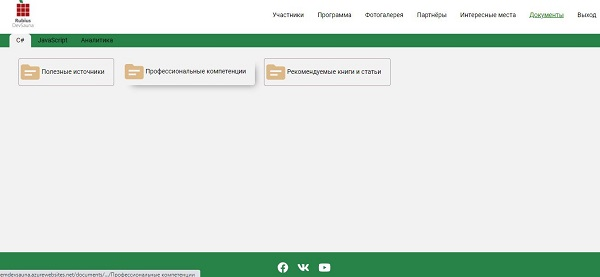 Rubius
DevSauna
Участники Программа Фотогалерея Партнёры Интересные места Документы Выход
C# JavaScript Аналитика
Полезные источники Профессиональные компетенции Рекомендуемые книги и статьи
emdevsauna.azurewebsites.net/documents/.../Профессиональные компетенции